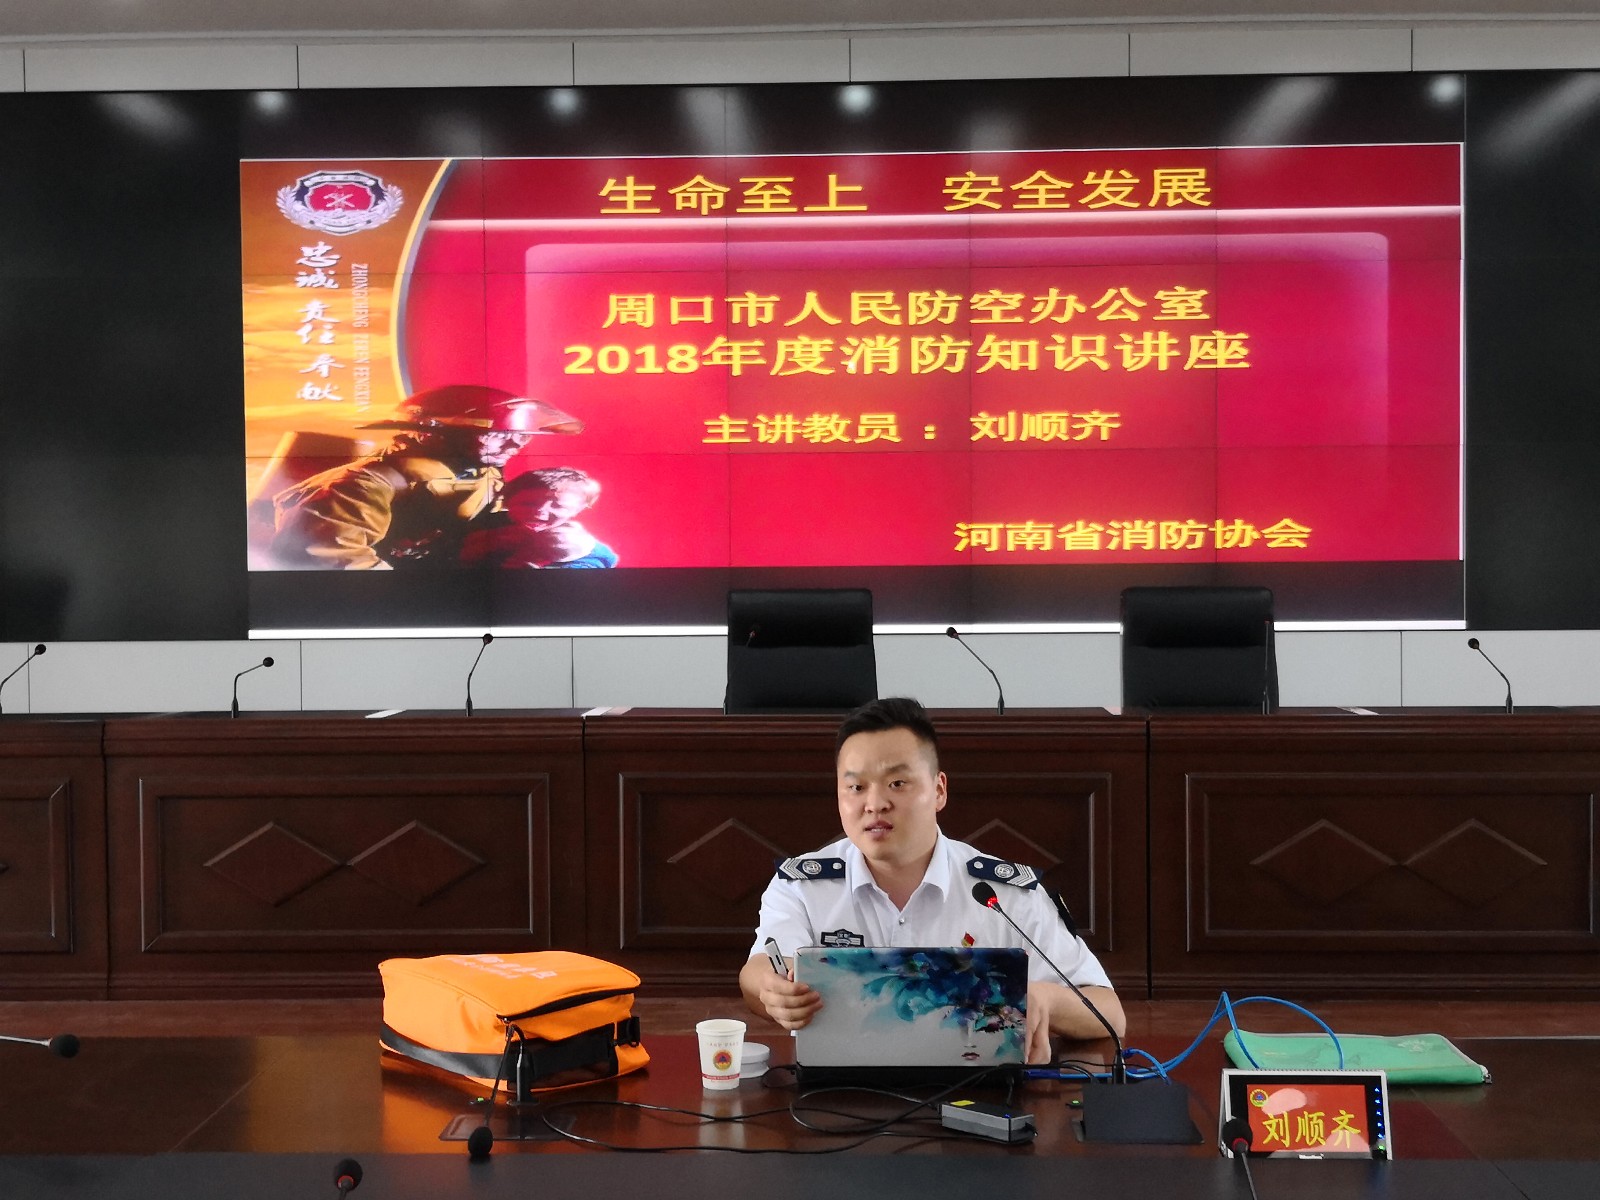 生命至上 安全发展
忠诚 责任 奉献
ZHONGCHENG ZEREN FENGXIAN
周口市人民防空办公室
2018年度消防知识讲座
主讲教员：刘顺齐
河南省消防协会
刘顺齐